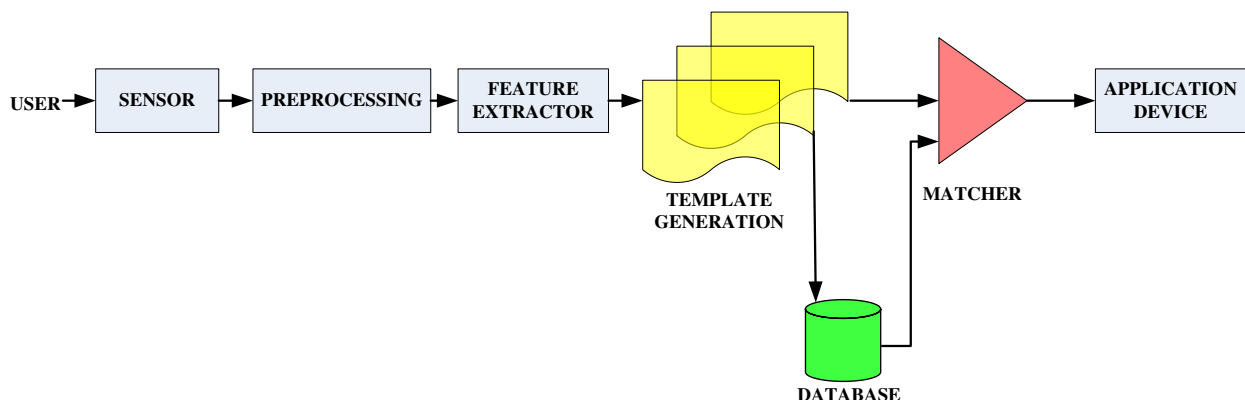 USER
SENSOR
PREPROCESSING
FEATURE
EXTRACTOR
TEMPLATE
GENERATION
MATCHER
APPLICATION
DEVICE
DATABASE